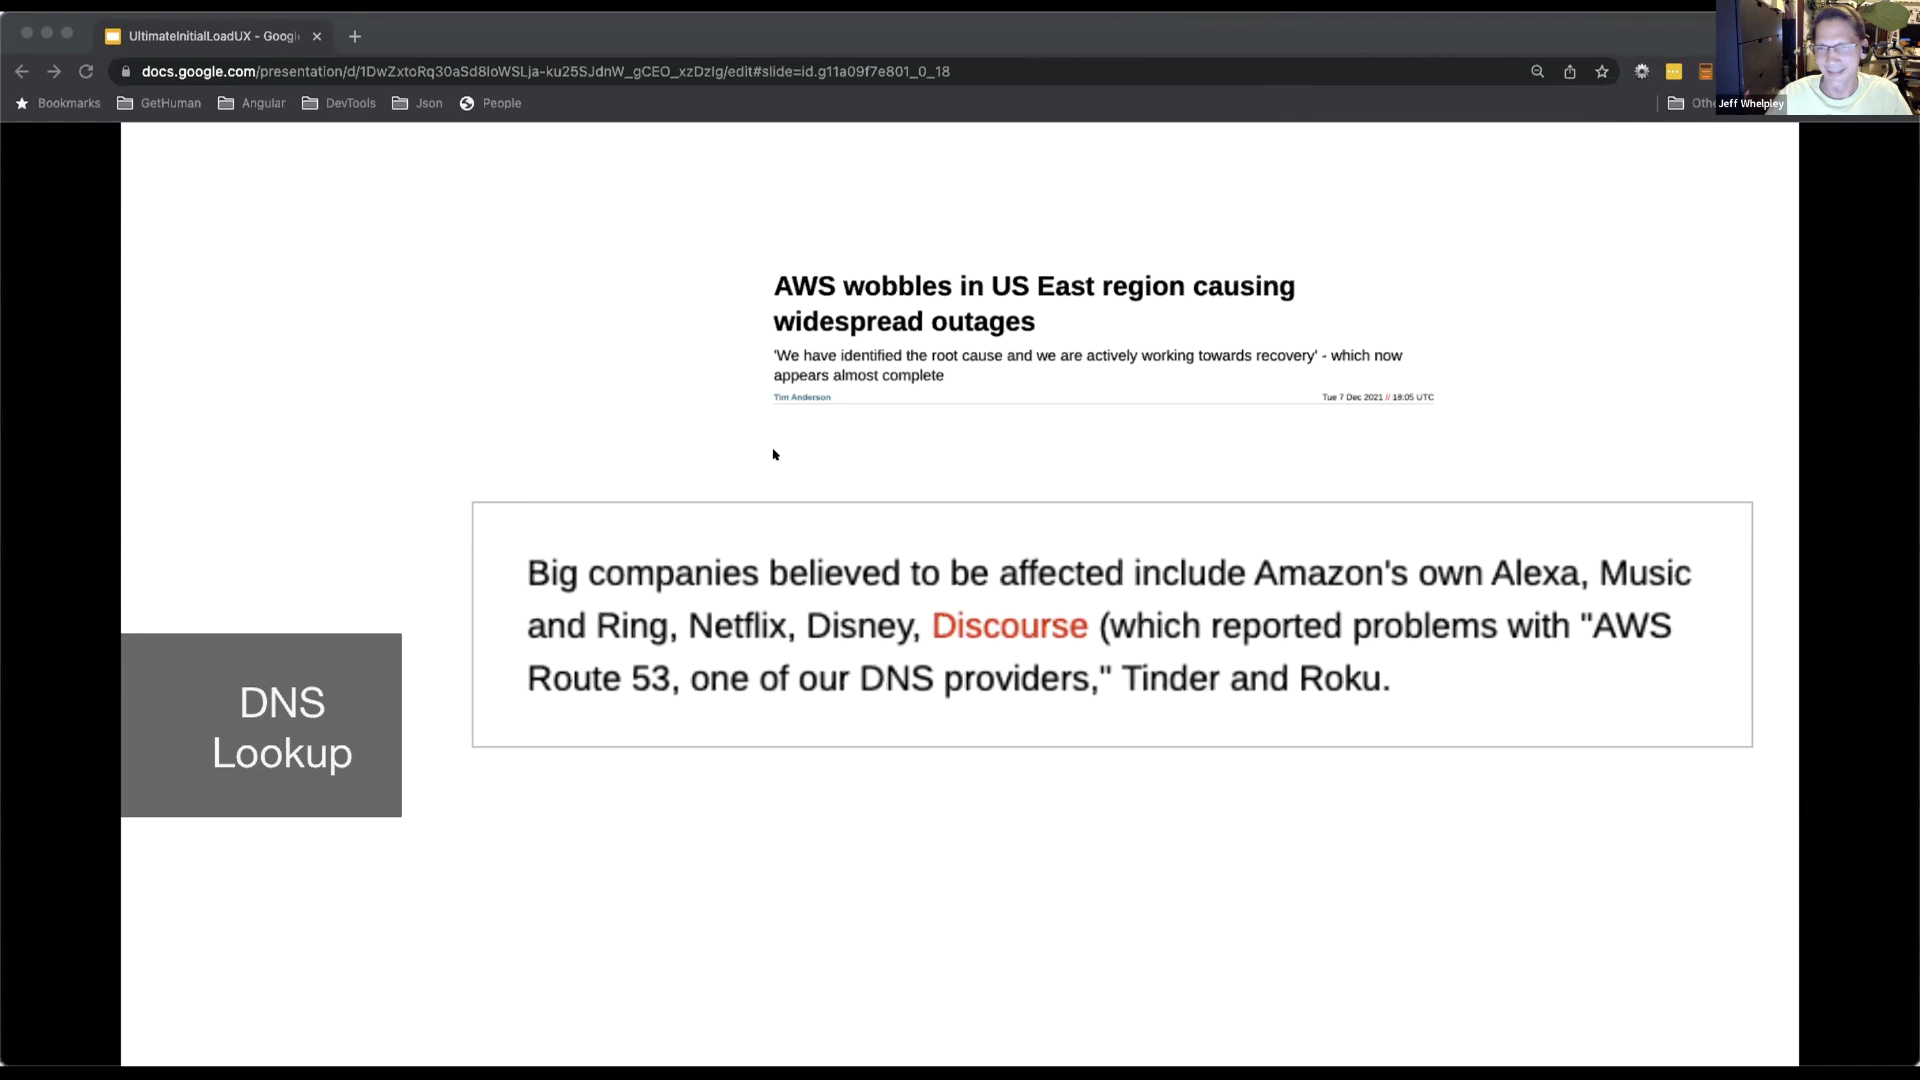 UltimateInitialLoadUX - Googl
docs.google.com/presentation/d/1DwZxtoRq30aSd8IoWSLja-ku25SJdnW_gCEO_xzDzIg/edit#slide=id.g11a09f7e801_0_18
Bookmarks GetHuman Angular DevTools Json People Oth
Jeff Whelpley
AWS wobbles in US East region causing
widespread outages
'We have identified the root cause and we are actively working towards recovery' - which now
appears almost complete
Tim Anderson Tue 7 Dec 2021 // 18:05 UTC
Big companies believed to be affected include Amazon's own Alexa, Music
and Ring, Netflix, Disney, Discourse (which reported problems with "AWS
Route 53, one of our DNS providers," Tinder and Roku.
DNS
Lookup